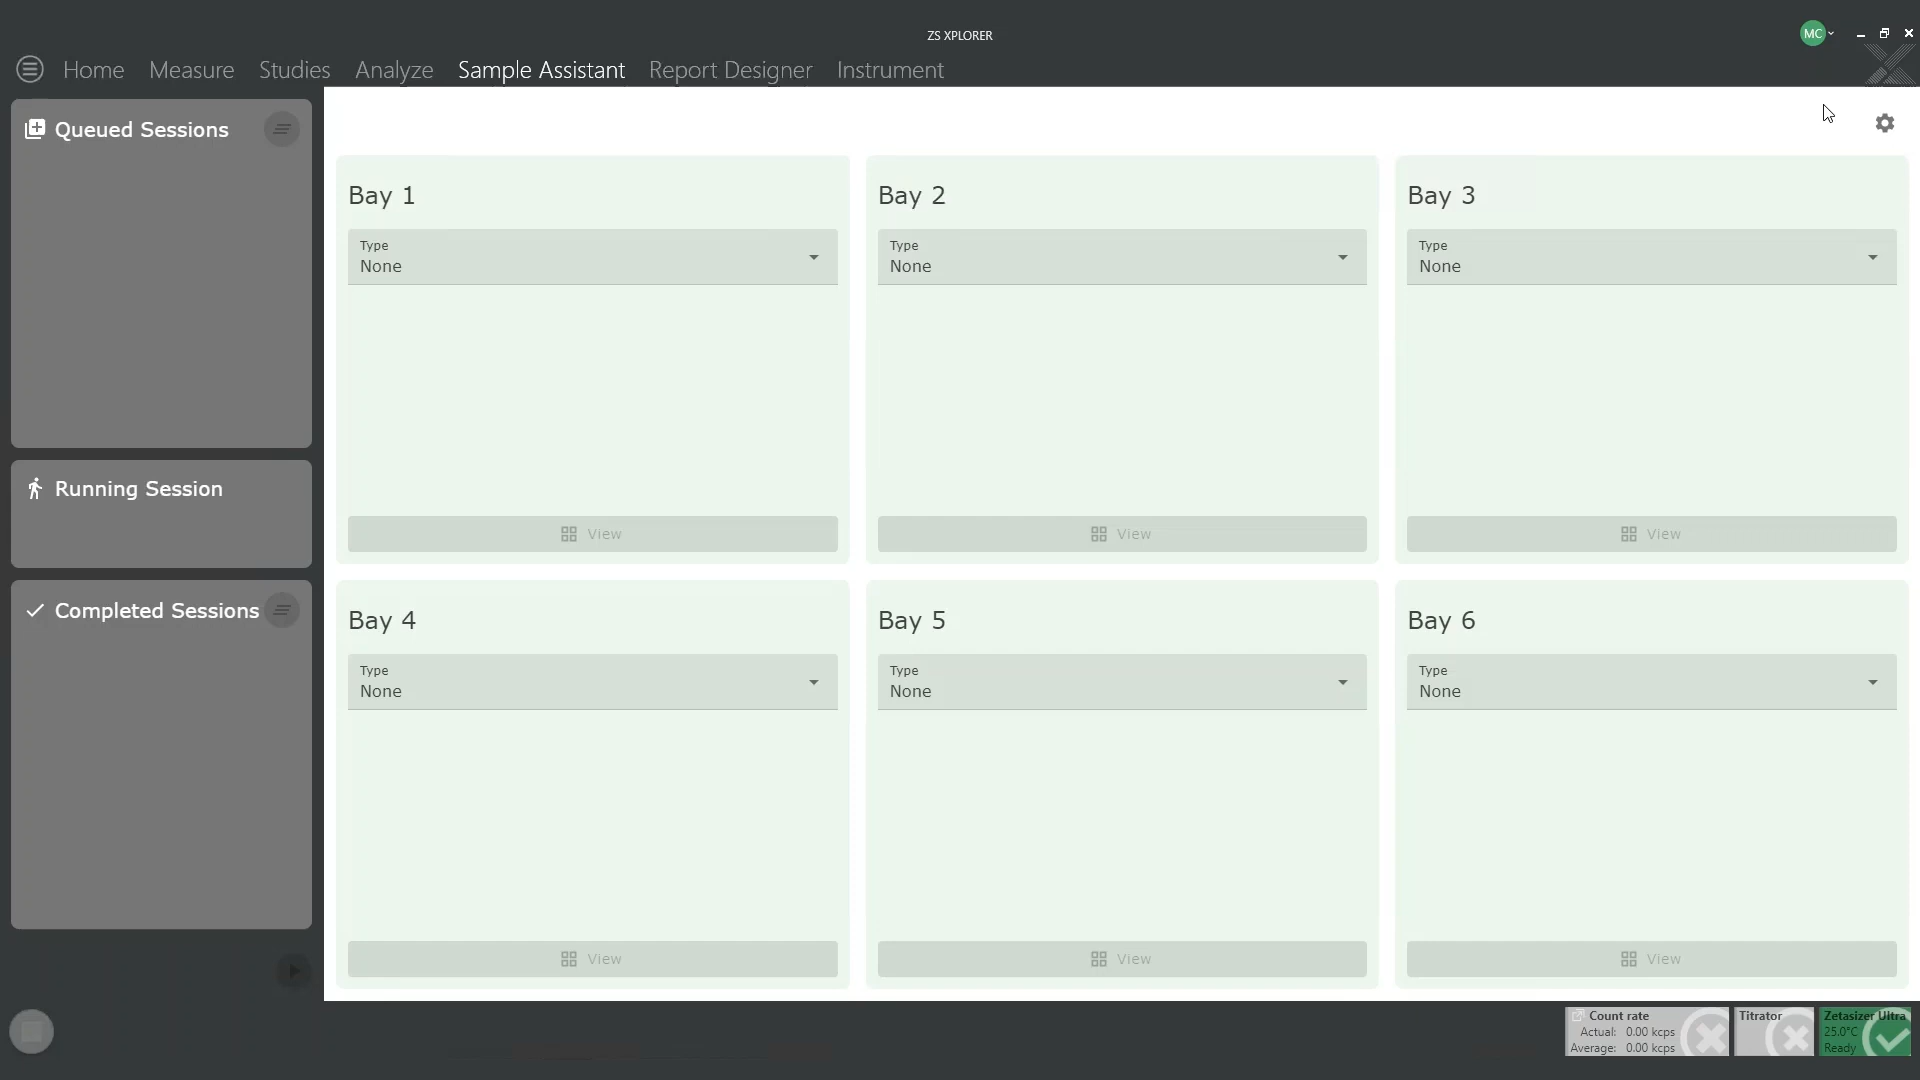 ZS XPLORER
MC
Home Measure Studies Analyze Sample Assistant Report Designer Instrument
Queued Sessions
Running Session
Completed Sessions
Bay 1
Type
None
View
Bay 2
Type
None
View
Bay 3
Type
None
View
Bay 4
Type
None
View
Bay 5
Type
None
View
Bay 6
Type
None
View
Count rate
Actual: 0.00 kcps
Average: 0.00 kcps
Titrator
Zetasizer Ultra
25.0°C
Ready